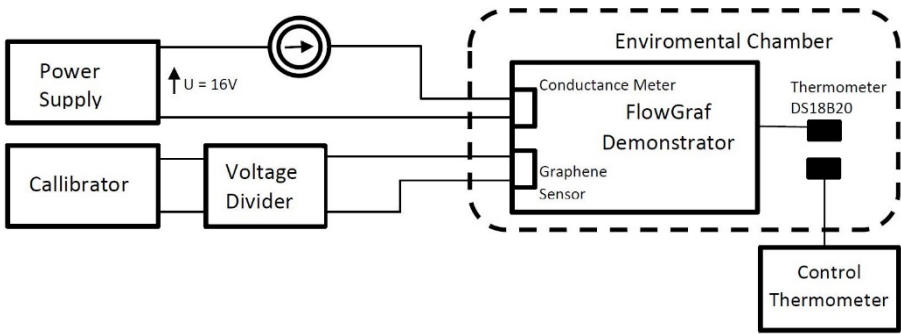 Enviromental Chamber
Power
Supply
U = 16V
Conductance Meter
FlowGraf
Demonstrator
Thermometer
DS18B20
Callibrator
Voltage
Divider
Graphene
Sensor
Control
Thermometer